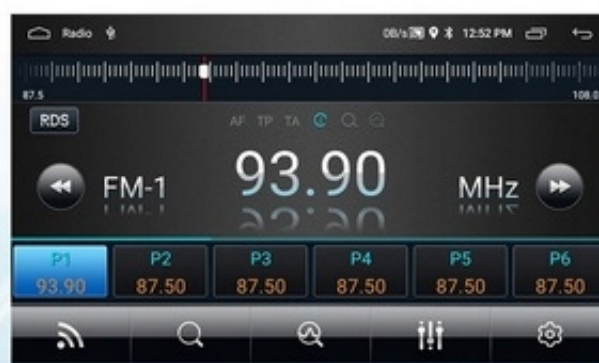 Radio 0B/s 12:52 PM
87.5 108.0
RDS AF TP TA
FM-1 93.90 MHz
P1 P2 P3 P4 P5 P6
93.90 87.50 87.50 87.50 87.50 87.50